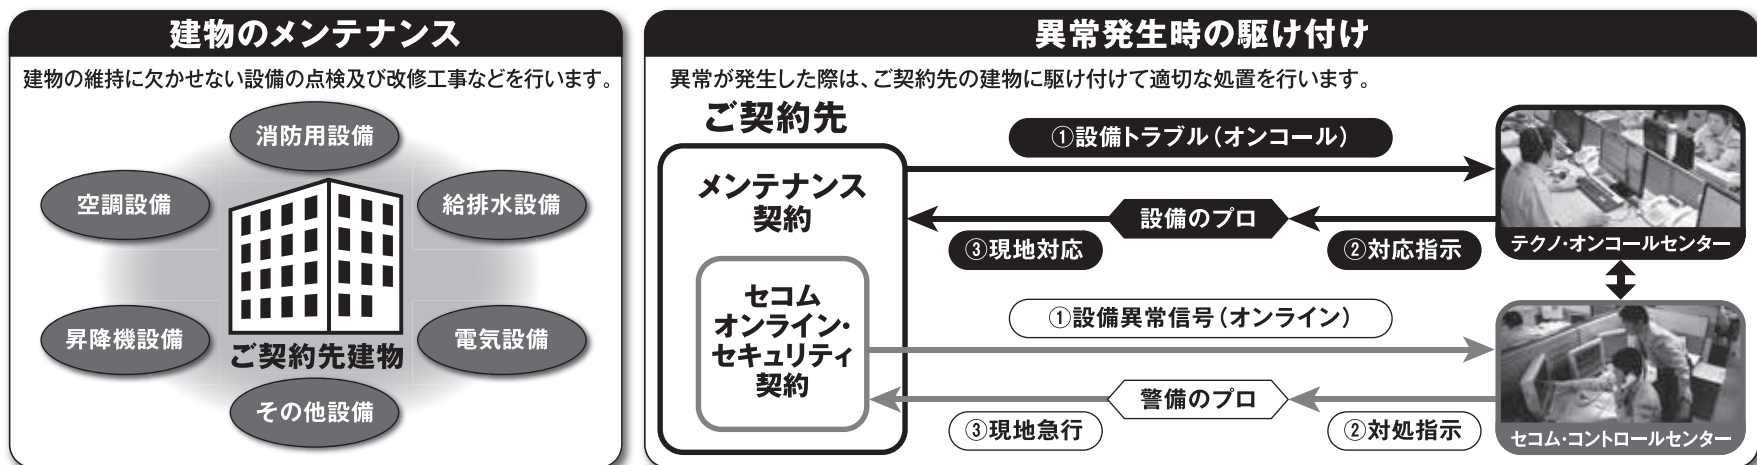 建物のメンテナンス
建物の維持に欠かせない設備の点検及び改修工事などを行います。
消防用設備
空調設備
給排水設備
昇降機設備
電気設備
その他設備
ご契約先建物
異常発生時の駆け付け
異常が発生した際は、ご契約先の建物に駆け付けて適切な処置を行います。
ご契約先
メンテナンス
契約
セコム
オンライン・
セキュリティ
契約
①設備トラブル（オンコール）
設備のプロ
③現地対応
②対応指示
テクノ・オンコールセンター
①設備異常信号（オンライン）
警備のプロ
③現地急行
②対処指示
セコム・コントロールセンター